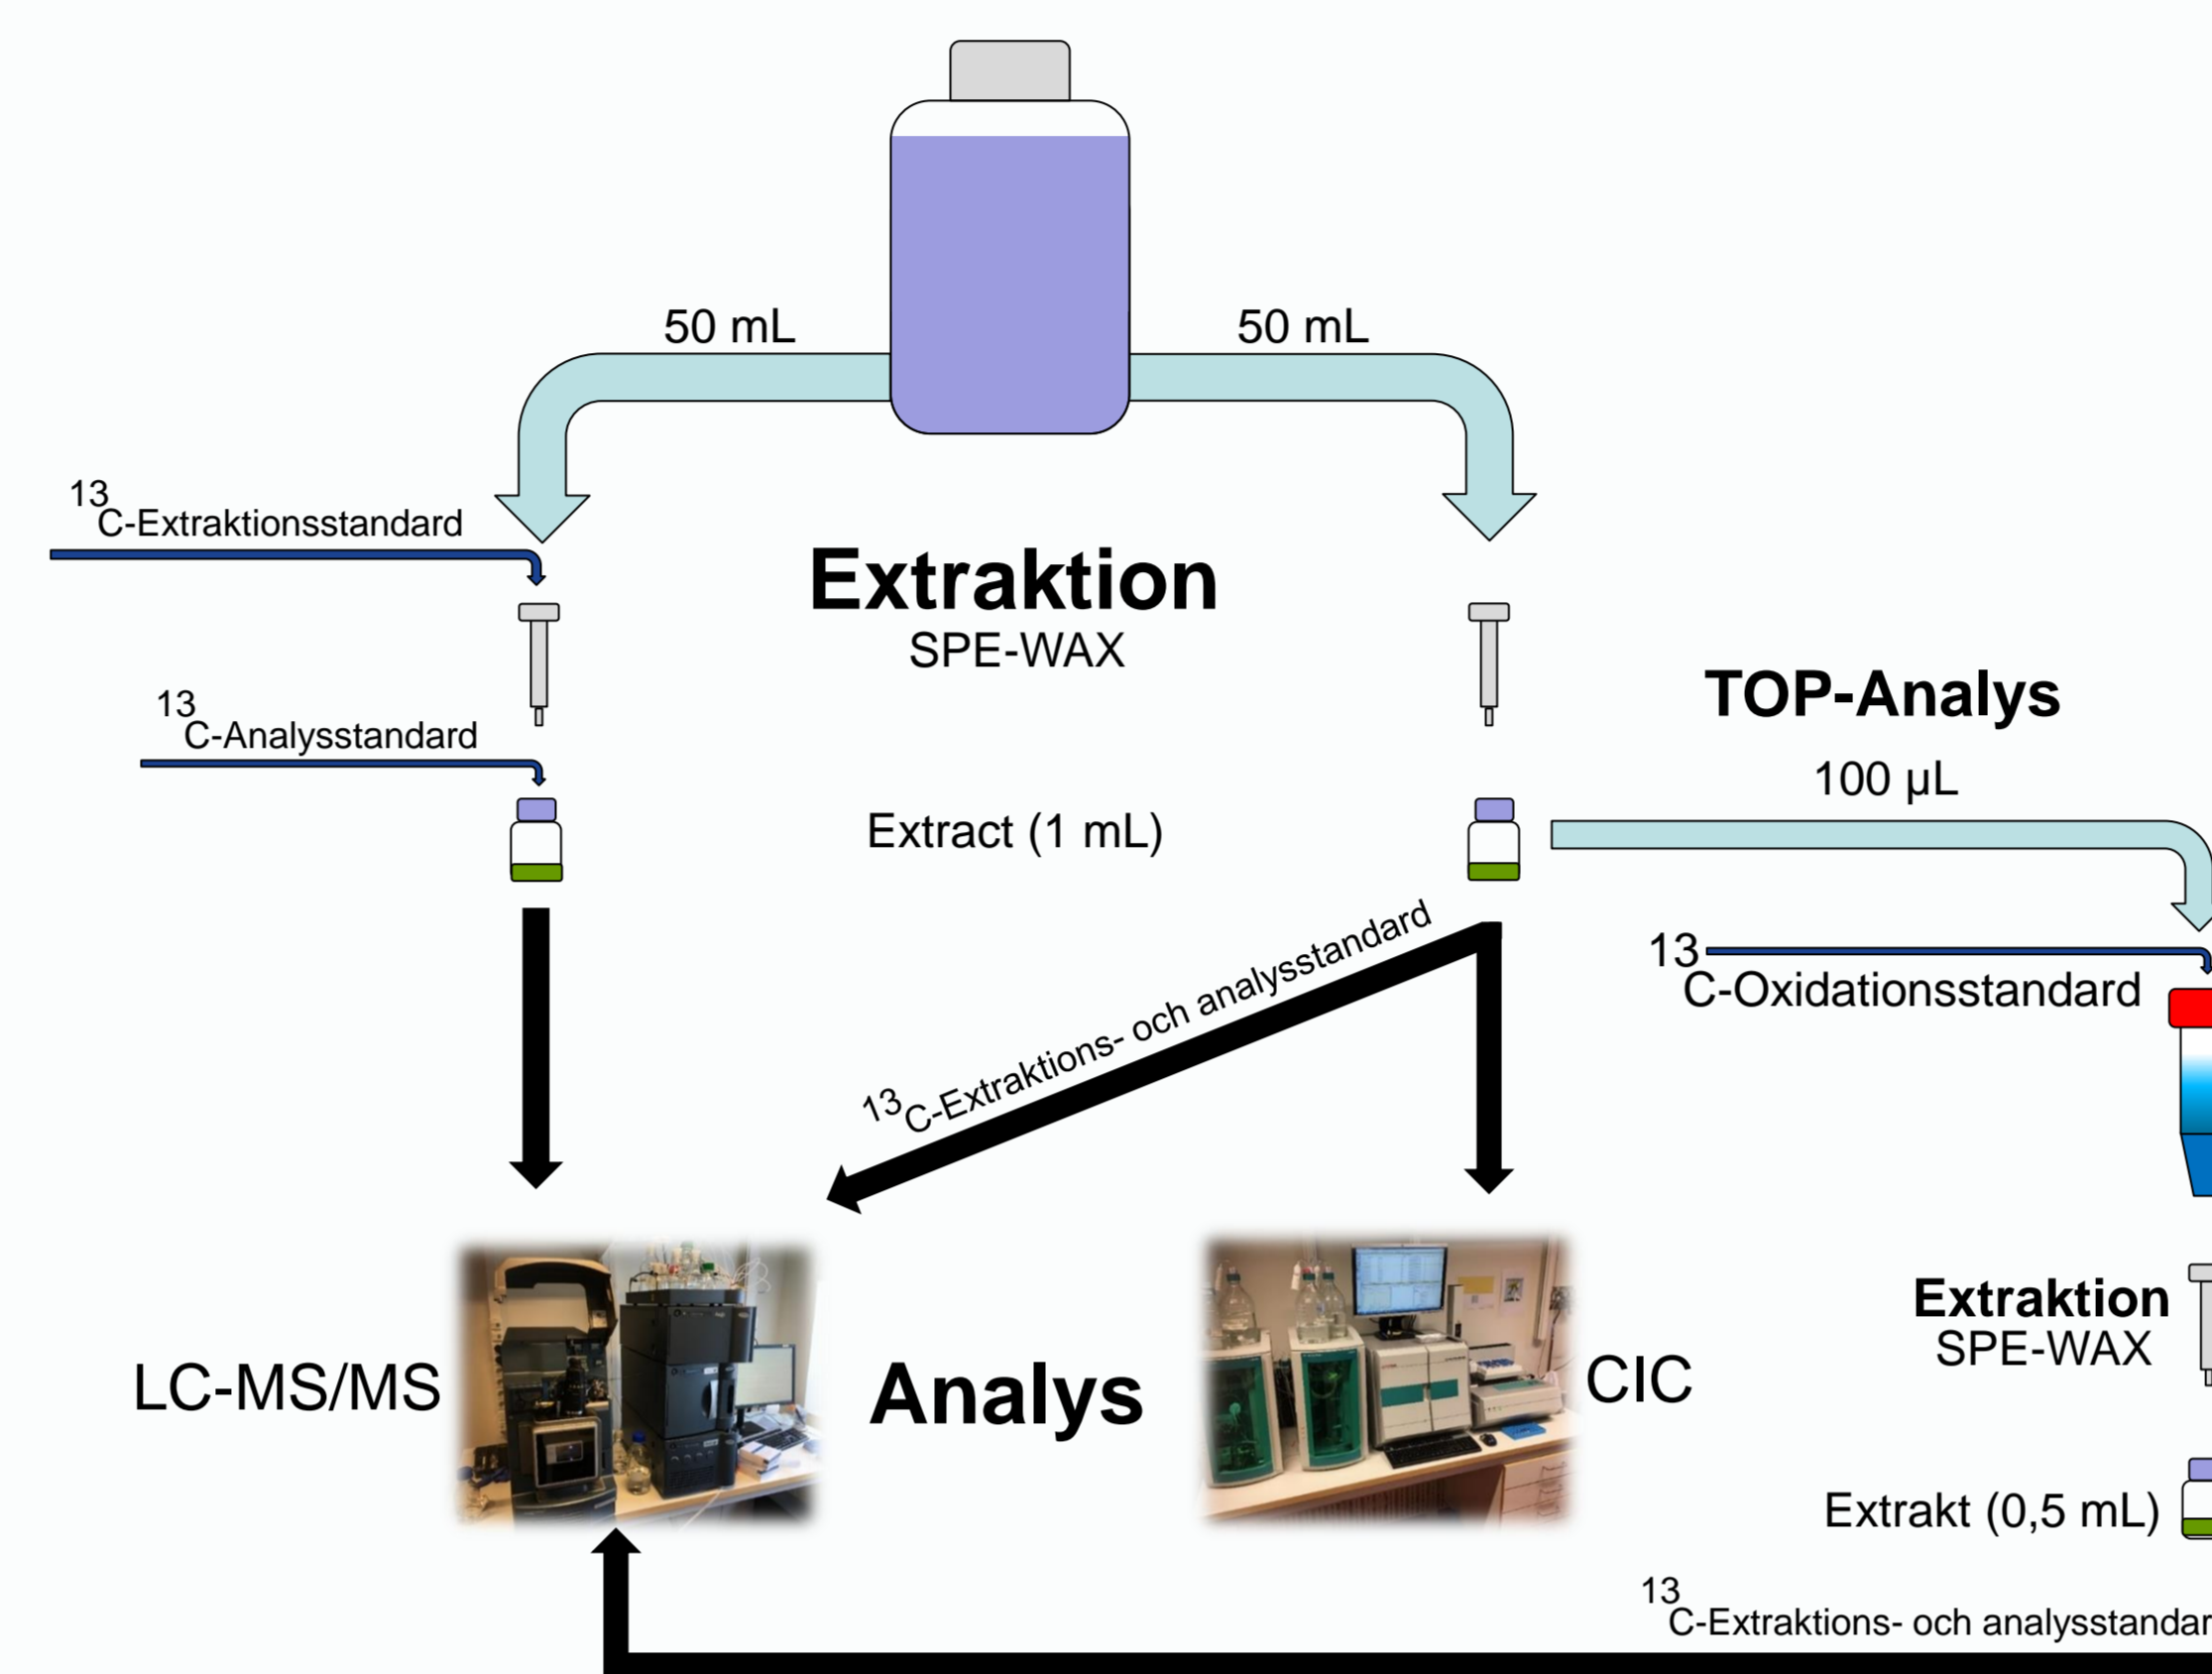 50 mL
50 mL
13
C-Extraktionsstandard
Extraktion
SPE-WAX
TOP-Analys
13
C-Analysstandard
100 µL
Extract (1 mL)
13
C-Extraktions- och analysstandard
13
C-Oxidationsstandard
Extraktion
SPE-WAX
LC-MS/MS
Analys
CIC
Extrakt (0,5 mL)
13
C-Extraktions- och analysstandar